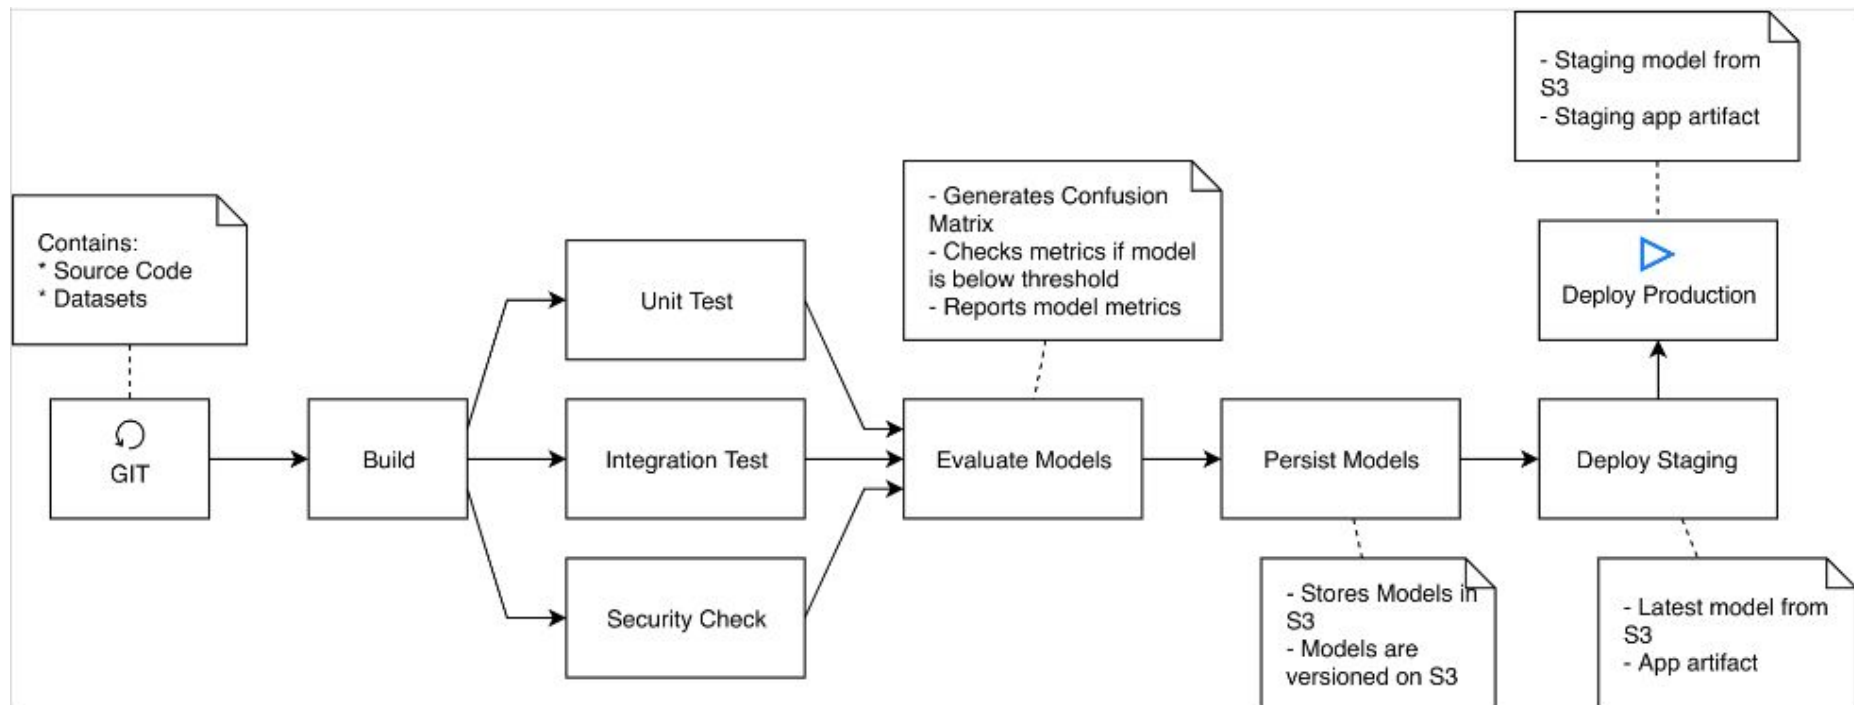 - Staging model from
S3
- Staging app artifact
- Generates Confusion
Matrix
- Checks metrics if model
is below threshold
- Reports model metrics
Contains:
* Source Code
* Datasets
Unit Test
Deploy Production
GIT
Build
Integration Test
Evaluate Models
Persist Models
Deploy Staging
Security Check
- Stores Models in
S3
- Models are
versioned on S3
- Latest model from
S3
- App artifact